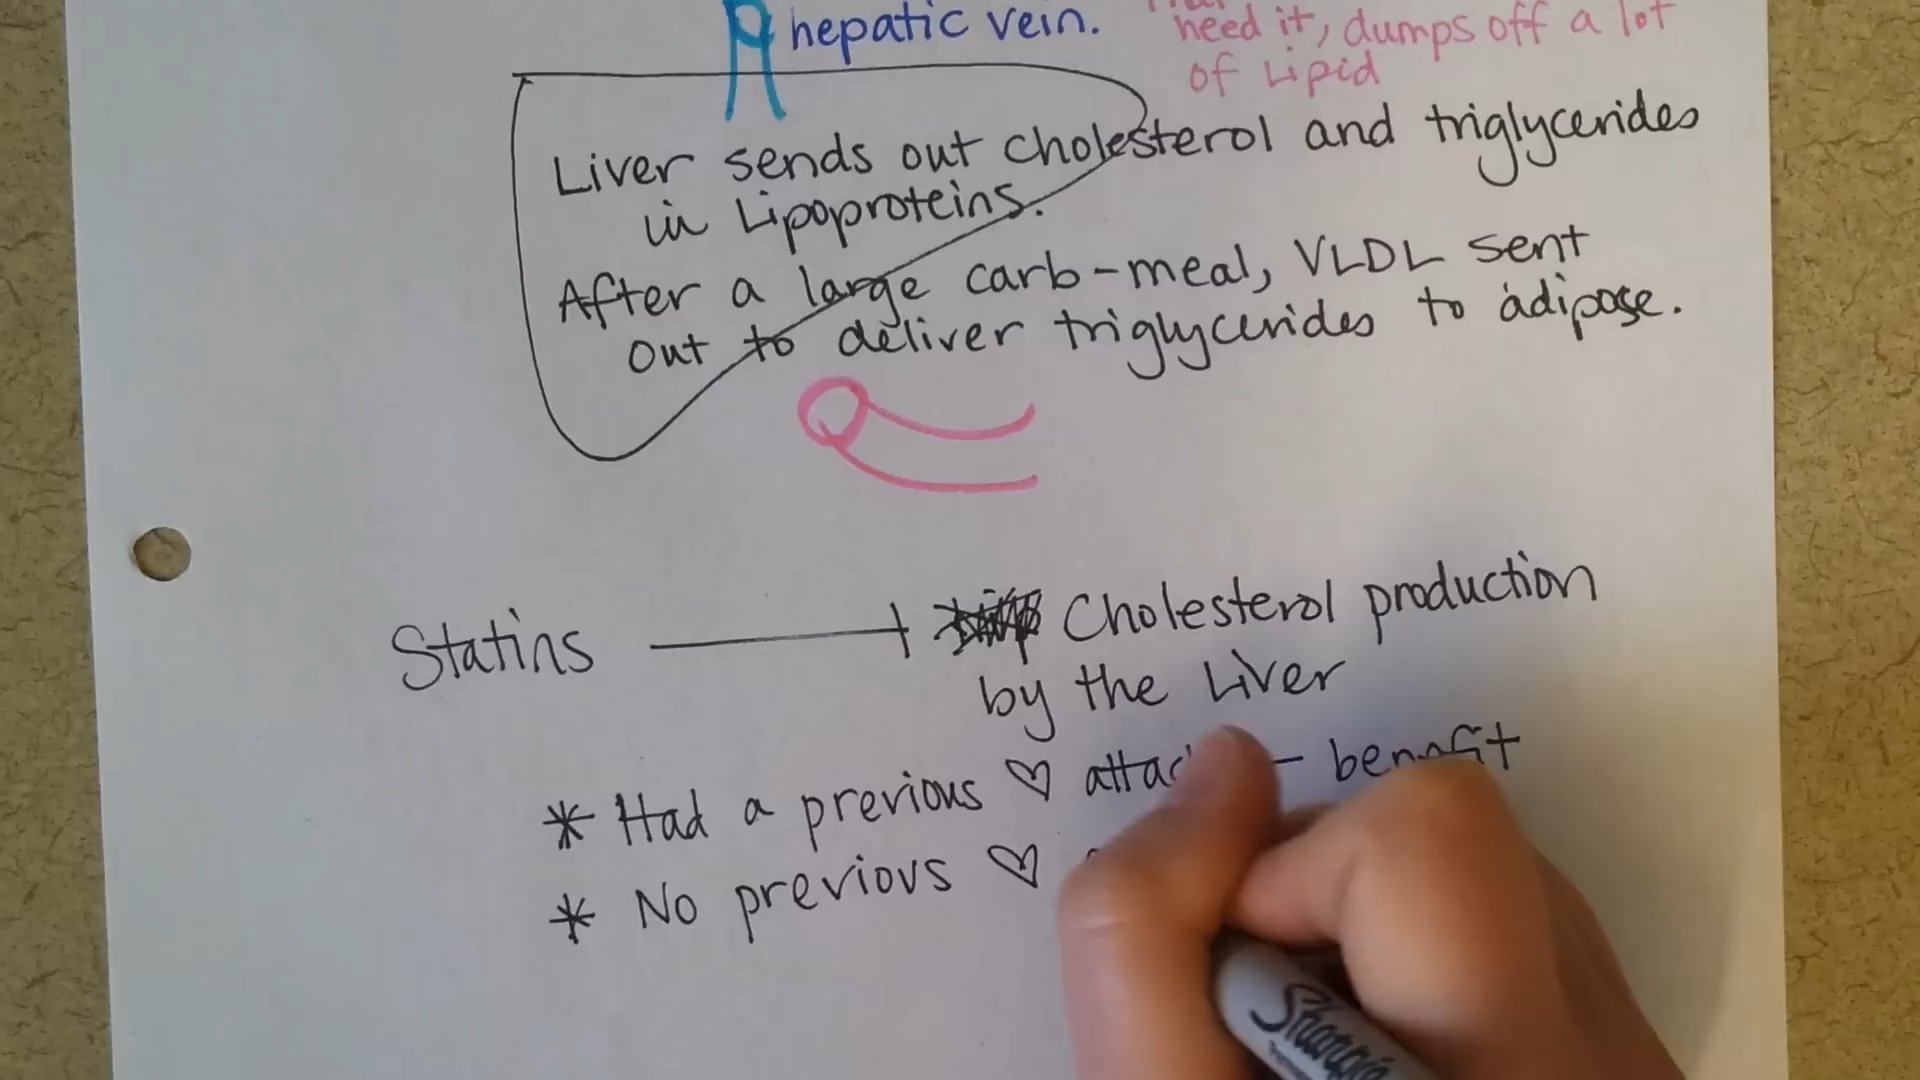 hepatic vein.
need it, dumps off a lot
of Lipid
Liver sends out cholesterol and triglycerides
in Lipoproteins.
After a large carb-meal, VLDL sent
out to deliver triglycerides to adipose.
Statins
Cholesterol production
by the Liver
* Had a previous ♡ attack - benefit
* No previous ♡
Sharpie